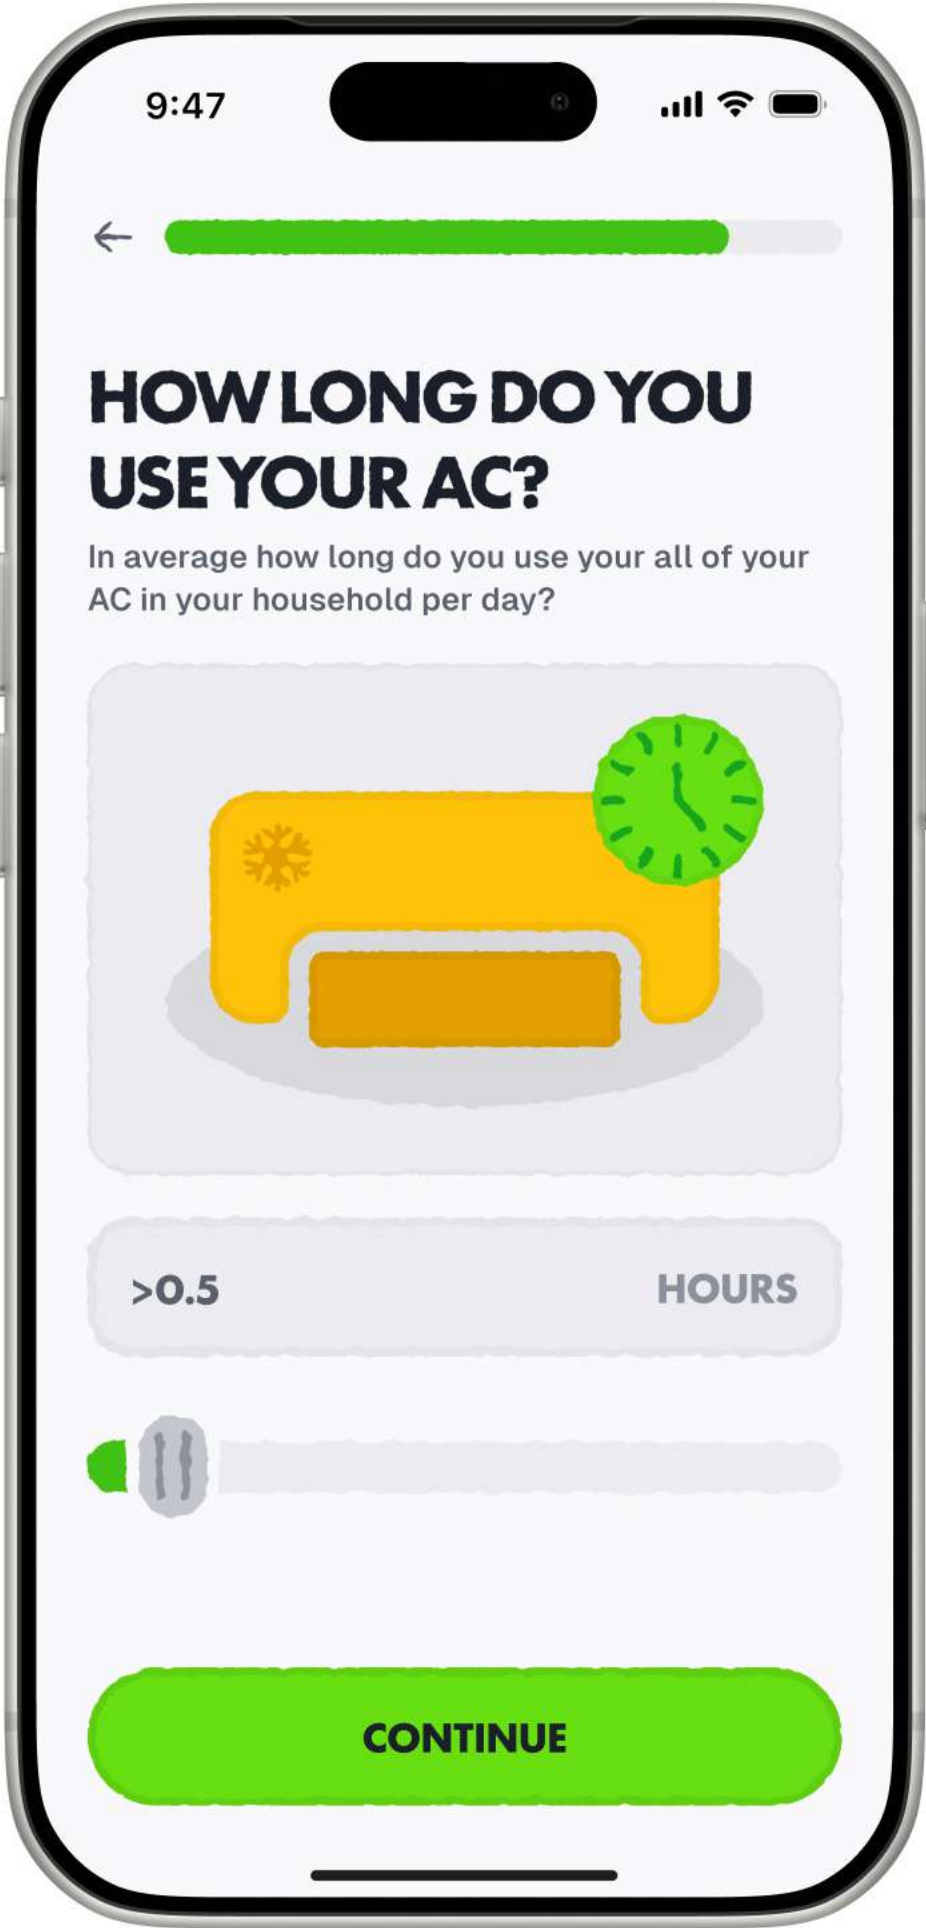 9:47
HOW LONG DO YOU
USE YOUR AC?
In average how long do you use your all of your
AC in your household per day?
>0.5
HOURS
CONTINUE